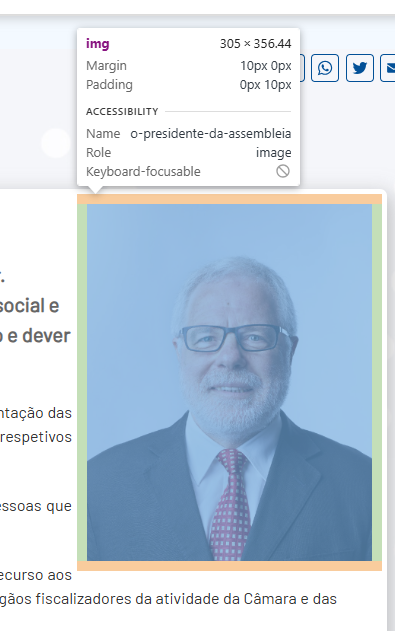 img 305 × 356.44
Margin 10px 0px
Padding 0px 10px
ACCESSIBILITY
Name o-presidente-da-assembleia
Role image
Keyboard-focusable
social e
o e dever
ntação das
respetivos
essoas que
ecurso aos
gãos fiscalizadores da atividade da Câmara e das